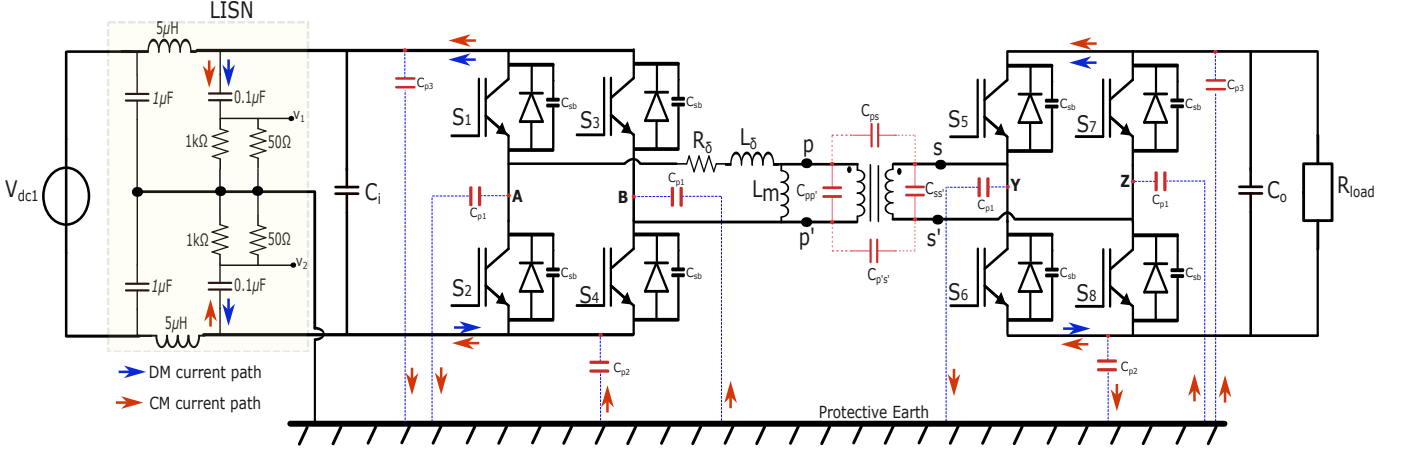 LISN
5µH
1µF
0.1µF
V1
1kΩ
50Ω
Vdc1
1kΩ
50Ω
V2
1µF
0.1µF
5µH
Ci
Cp3
S1
Csb
S3
Csb
Rδ
Lδ
p
Cps
s
Lm
Cpp'
Css'
Cp1
A
B
Cp1
p'
s'
Cp's'
S2
Csb
S4
Csb
Cp2
S5
Csb
S7
Csb
Cp3
Cp1
Y
Z
Cp1
Co
Rload
S6
Csb
S8
Csb
Cp2
DM current path
CM current path
Protective Earth